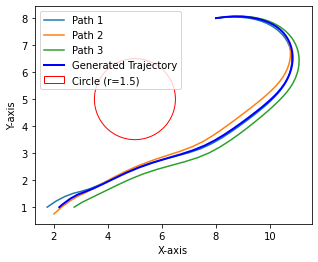 Path 1
Path 2
Path 3
Generated Trajectory
Circle (r=1.5)
Y-axis
8
7
6
5
4
3
2
1
2 4 6 8 10
X-axis